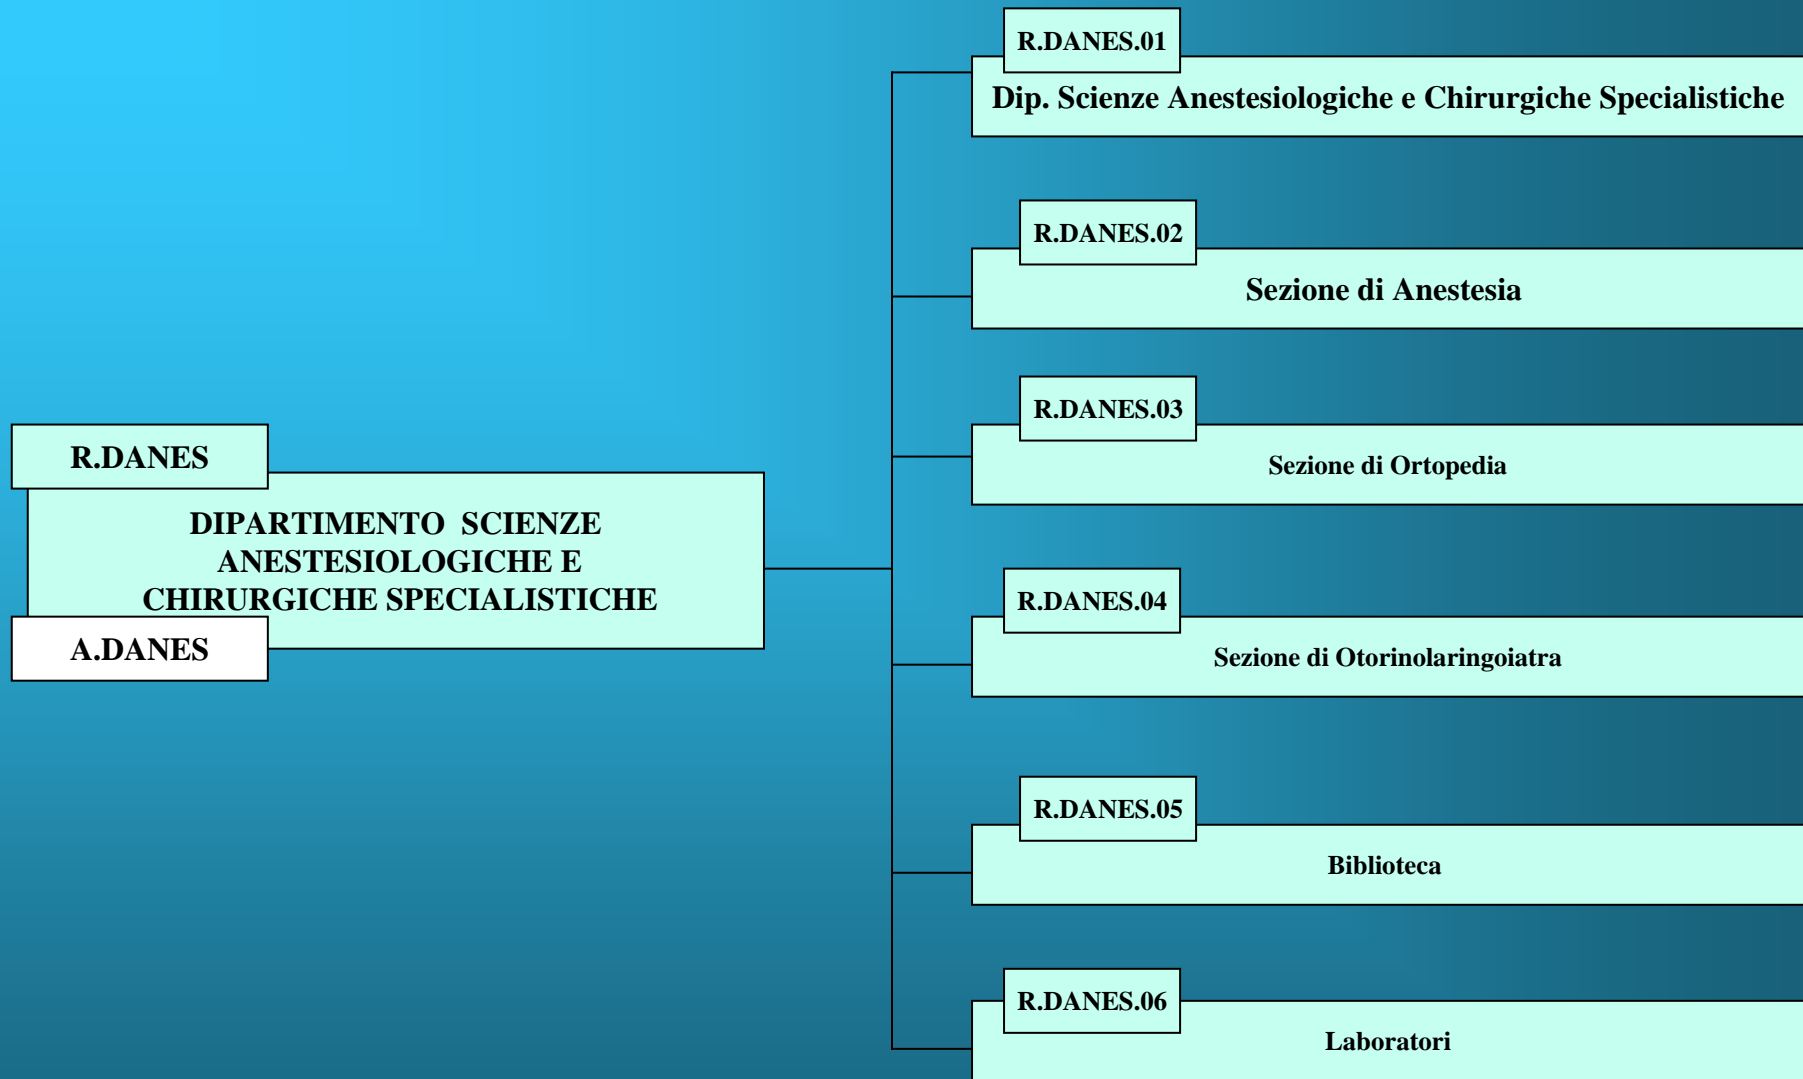 R.DANES
DIPARTIMENTO SCIENZE
ANESTESIOLOGICHE E
CHIRURGICHE SPECIALISTICHE
A.DANES
R.DANES.01
Dip. Scienze Anestesiologiche e Chirurgiche Specialistiche
R.DANES.02
Sezione di Anestesia
R.DANES.03
Sezione di Ortopedia
R.DANES.04
Sezione di Otorinolaringoiatra
R.DANES.05
Biblioteca
R.DANES.06
Laboratori